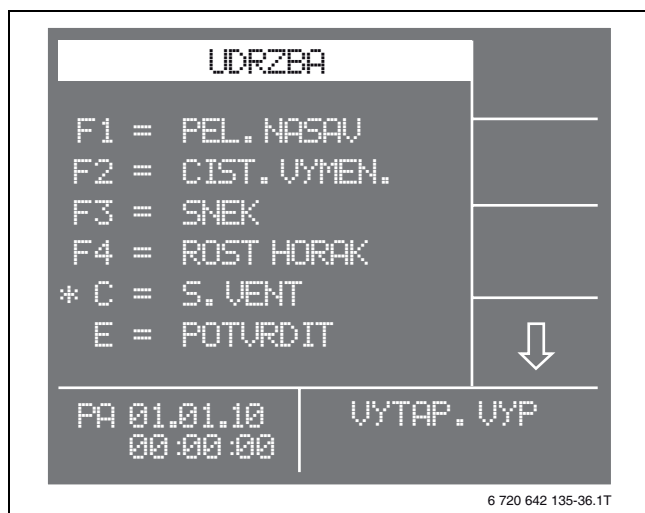 UDRZBA
F1 = PEL. NASAV
F2 = CIST. VYMEN.
F3 = SNEK
F4 = ROST HORAK
* C = S. VENT
E = POTVRDIT
PA 01.01.10
00:00:00
VYTAP. VYP
6 720 642 135-36.1T